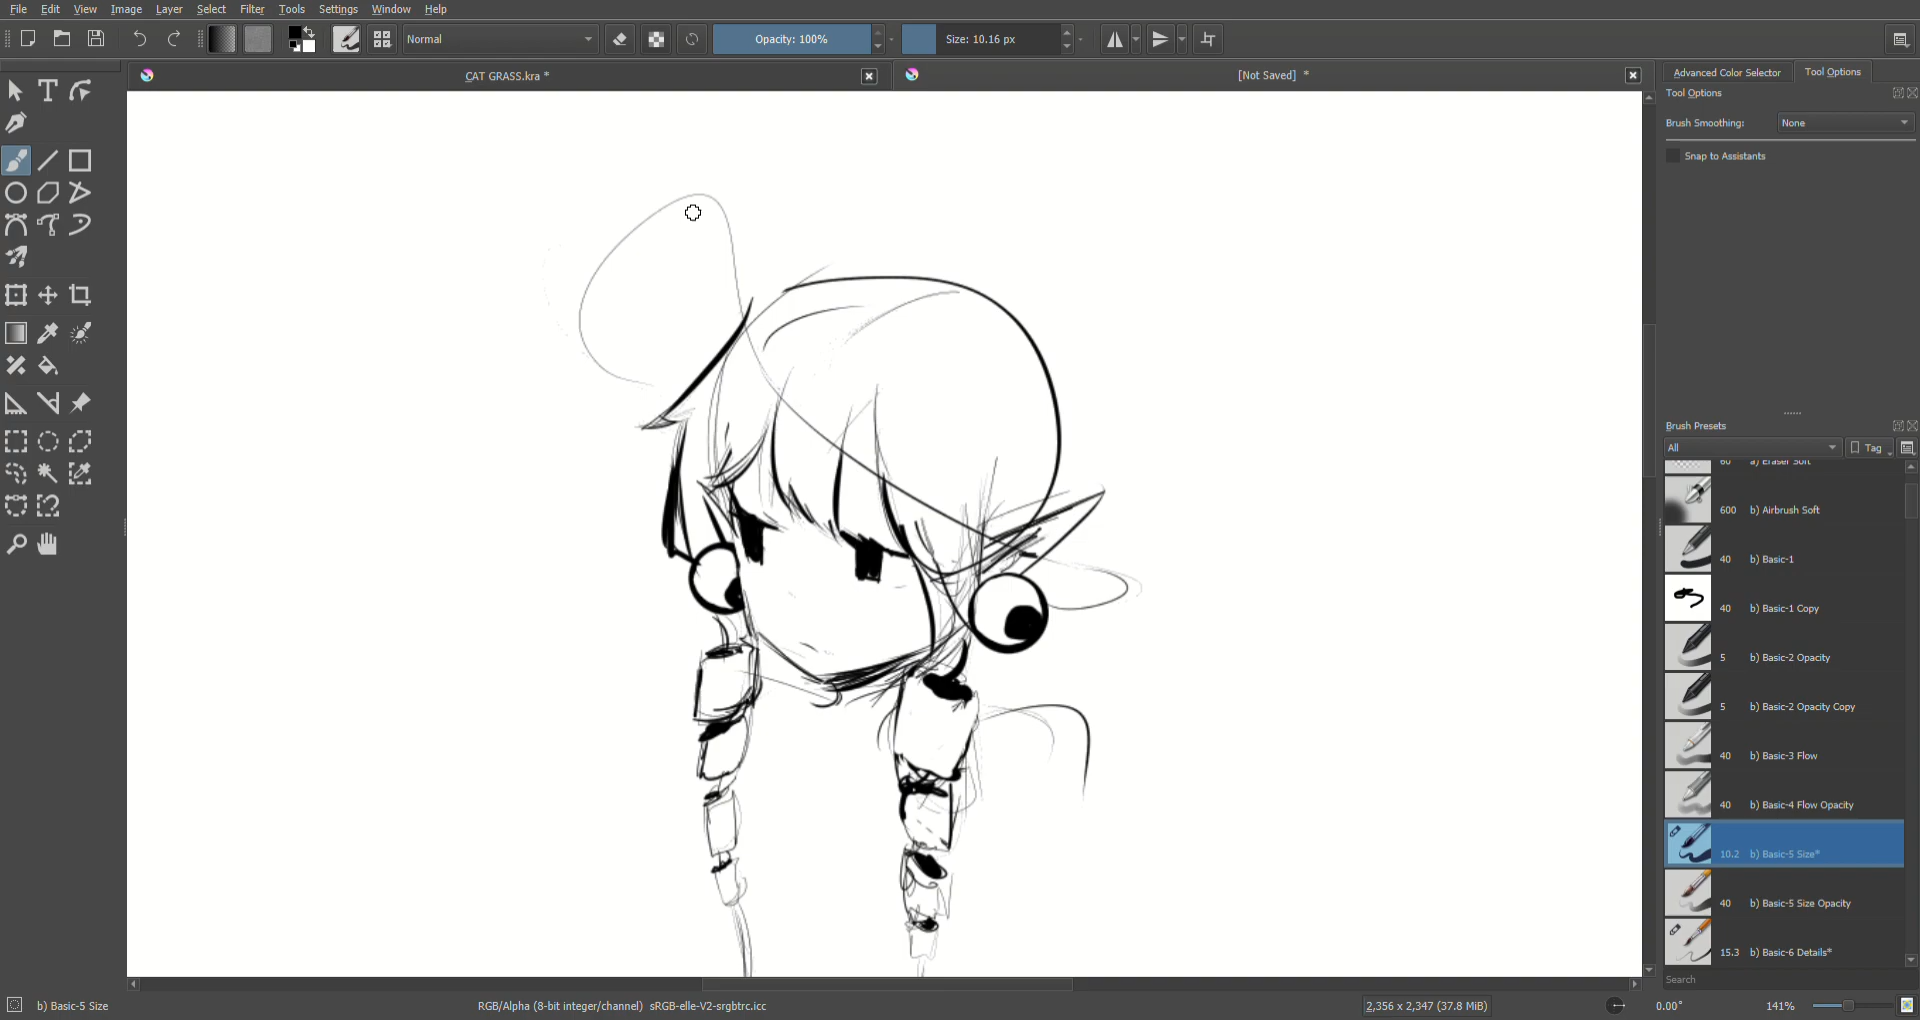 File Edit View Image Layer Select Filter Tools Settings Window Help
Normal
Opacity: 100%
Size: 10.16 px
CAT GRASS.kra *
[Not Saved] *
Advanced Color Selector
Tool Options
Tool Options
Brush Smoothing: None
Snap to Assistants
Brush Presets
All
Tag
60 a) Eraser Soft
600 b) Airbrush Soft
40 b) Basic-1
40 b) Basic-1 Copy
5 b) Basic-2 Opacity
5 b) Basic-2 Opacity Copy
40 b) Basic-3 Flow
40 b) Basic-4 Flow Opacity
10.2 b) Basic-5 Size*
40 b) Basic-5 Size Opacity
15.3 b) Basic-6 Details*
Search
b) Basic-5 Size
RGB/Alpha (8-bit integer/channel) sRGB-elle-V2-srgbtrc.icc
2,356 x 2,347 (37.8 MiB)
0.00°
141%